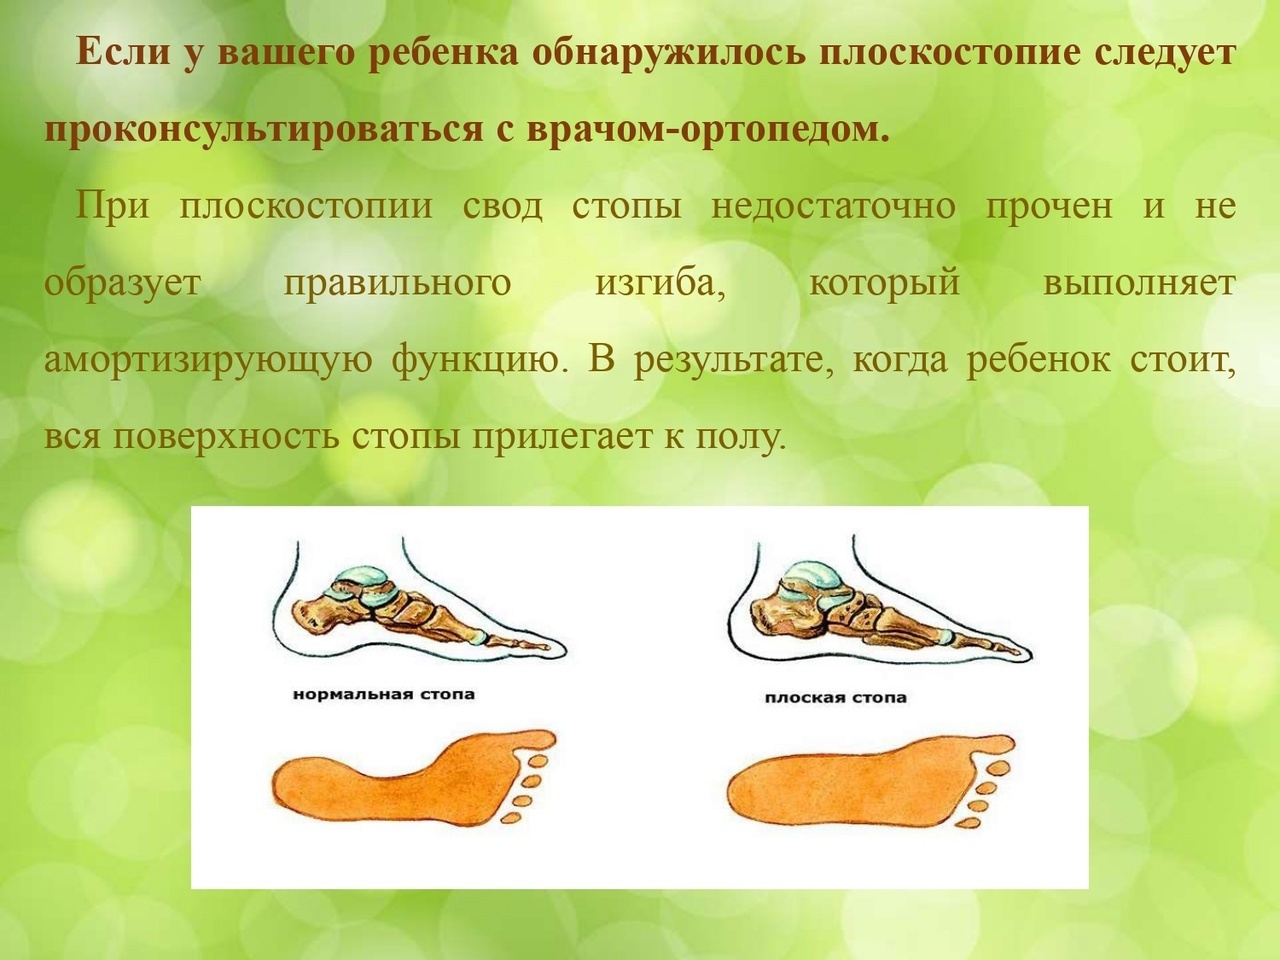 Если у вашего ребенка обнаружилось плоскостопие следует
проконсультироваться с врачом-ортопедом.
При плоскостопии свод стопы недостаточно прочен и не
образует правильного изгиба, который выполняет
амортизирующую функцию. В результате, когда ребенок стоит,
вся поверхность стопы прилегает к полу.
нормальная стопа
плоская стопа